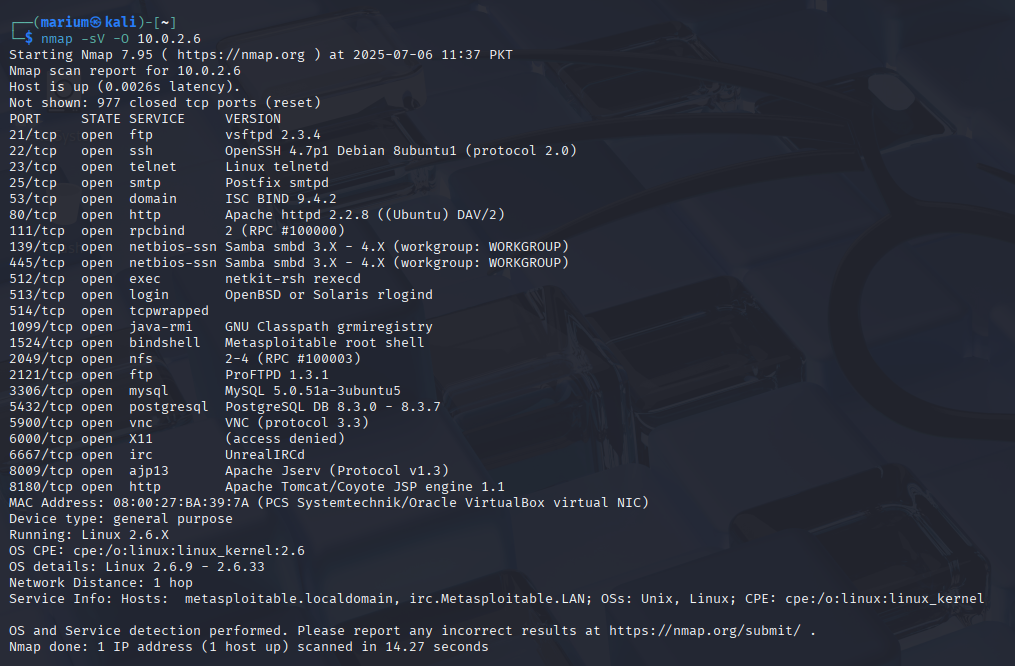 ┌──(marium㉿kali)-[~]
└─$ nmap -sV -O 10.0.2.6
Starting Nmap 7.95 ( https://nmap.org ) at 2025-07-06 11:37 PKT
Nmap scan report for 10.0.2.6
Host is up (0.0026s latency).
Not shown: 977 closed tcp ports (reset)
PORT     STATE SERVICE     VERSION
21/tcp   open  ftp         vsftpd 2.3.4
22/tcp   open  ssh         OpenSSH 4.7p1 Debian 8ubuntu1 (protocol 2.0)
23/tcp   open  telnet      Linux telnetd
25/tcp   open  smtp        Postfix smtpd
53/tcp   open  domain      ISC BIND 9.4.2
80/tcp   open  http        Apache httpd 2.2.8 ((Ubuntu) DAV/2)
111/tcp  open  rpcbind     2 (RPC #100000)
139/tcp  open  netbios-ssn Samba smbd 3.X - 4.X (workgroup: WORKGROUP)
445/tcp  open  netbios-ssn Samba smbd 3.X - 4.X (workgroup: WORKGROUP)
512/tcp  open  exec        netkit-rsh rexecd
513/tcp  open  login       OpenBSD or Solaris rlogind
514/tcp  open  tcpwrapped
1099/tcp open  java-rmi    GNU Classpath grmiregistry
1524/tcp open  bindshell   Metasploitable root shell
2049/tcp open  nfs         2-4 (RPC #100003)
2121/tcp open  ftp         ProFTPD 1.3.1
3306/tcp open  mysql       MySQL 5.0.51a-3ubuntu5
5432/tcp open  postgresql  PostgreSQL DB 8.3.0 - 8.3.7
5900/tcp open  vnc         VNC (protocol 3.3)
6000/tcp open  X11         (access denied)
6667/tcp open  irc         UnrealIRCd
8009/tcp open  ajp13       Apache Jserv (Protocol v1.3)
8180/tcp open  http        Apache Tomcat/Coyote JSP engine 1.1
MAC Address: 08:00:27:BA:39:7A (PCS Systemtechnik/Oracle VirtualBox virtual NIC)
Device type: general purpose
Running: Linux 2.6.X
OS CPE: cpe:/o:linux:linux_kernel:2.6
OS details: Linux 2.6.9 - 2.6.33
Network Distance: 1 hop
Service Info: Hosts:  metasploitable.localdomain, irc.Metasploitable.LAN; OSs: Unix, Linux; CPE: cpe:/o:linux:linux_kernel

OS and Service detection performed. Please report any incorrect results at https://nmap.org/submit/ .
Nmap done: 1 IP address (1 host up) scanned in 14.27 seconds